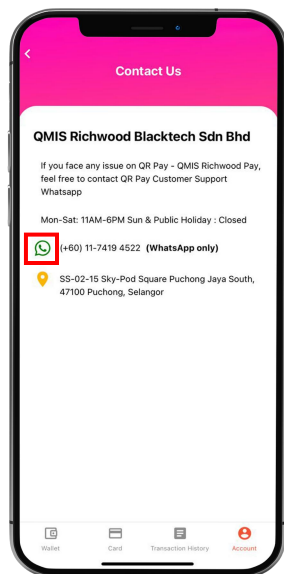 Contact Us
QMIS Richwood Blacktech Sdn Bhd
If you face any issue on QR Pay - QMIS Richwood Pay,
feel free to contact QR Pay Customer Support
Whatsapp
Mon-Sat: 11AM-6PM Sun & Public Holiday : Closed
(+60) 11-7419 4522 (WhatsApp only)
SS-02-15 Sky-Pod Square Puchong Jaya South,
47100 Puchong, Selangor
Wallet Card Transaction History Account